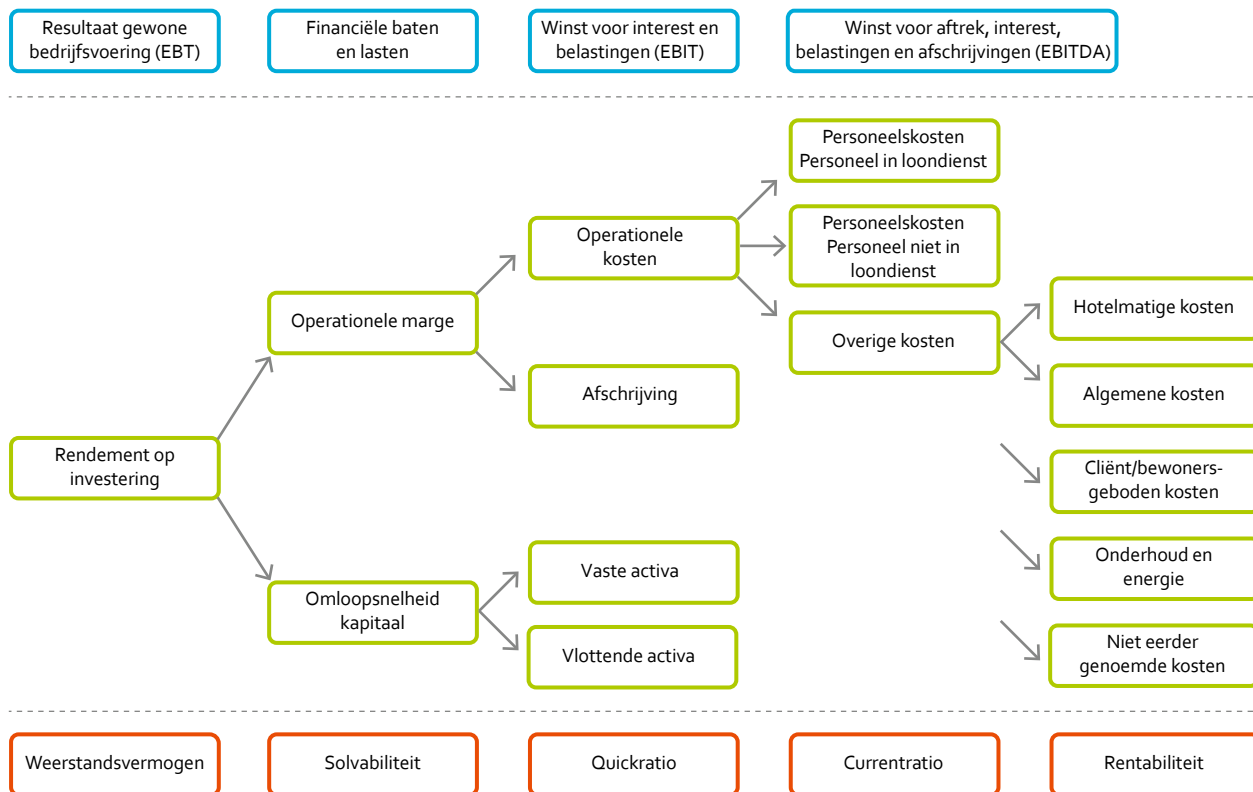 Resultaat gewone
bedrijfsvoering (EBT)
Financiële baten
en lasten
Winst voor interest en
belastingen (EBIT)
Winst voor aftrek, interest,
belastingen en afschrijvingen (EBITDA)
Personeelskosten
Personeel in loondienst
Operationele
kosten
Personeelskosten
Personeel niet in
loondienst
Operationele marge
Overige kosten
Hotelmatige kosten
Afschrijving
Algemene kosten
Rendement op
investering
Cliënt/bewoners-
geboden kosten
Onderhoud en
energie
Omloopsnelheid
kapitaal
Vaste activa
Vlottende activa
Niet eerder
genoemde kosten
Weerstandsvermogen
Solvabiliteit
Quickratio
Currentratio
Rentabiliteit